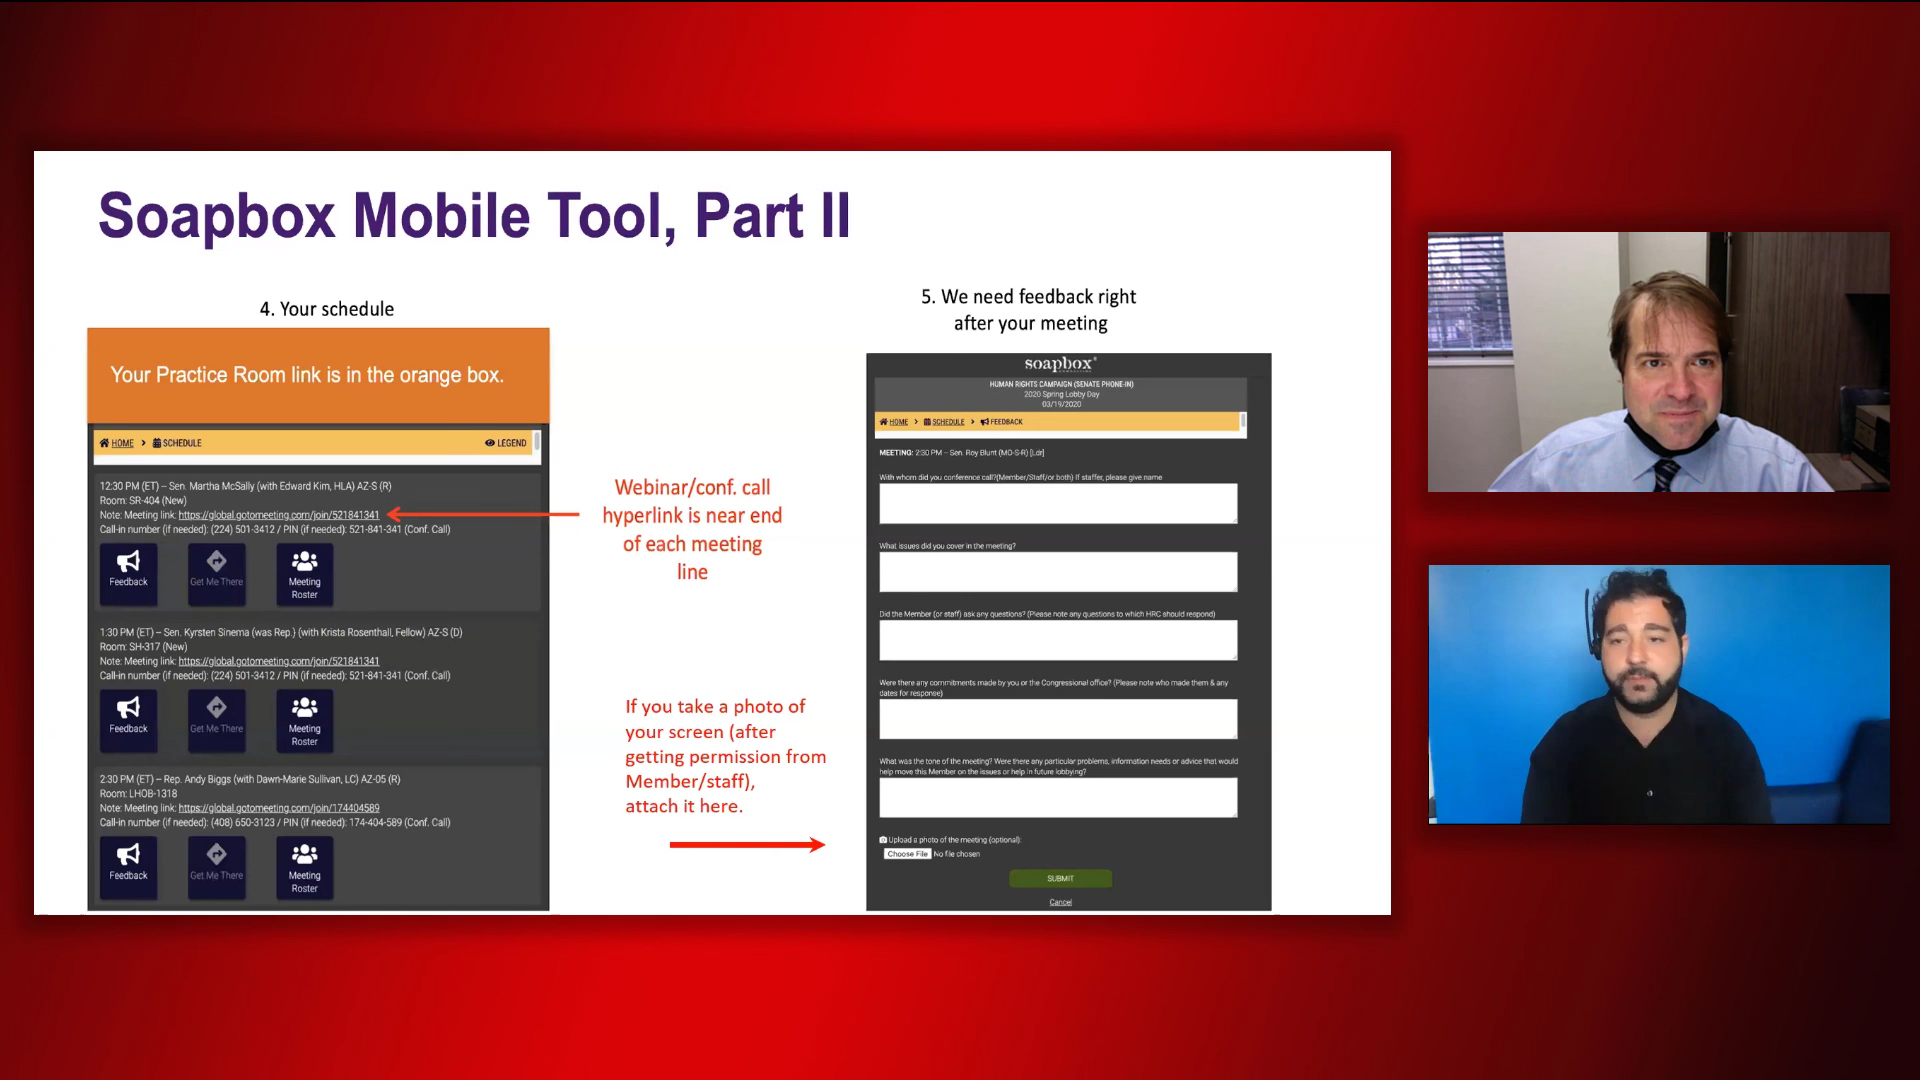 Soapbox Mobile Tool, Part II
4. Your schedule
Your Practice Room link is in the orange box.
HOME > SCHEDULE
LEGEND
12:30 PM (ET) – Sen. Martha McSally (with Edward Kim, HLA) AZ-S (R)
Room: SR-404 (New)
Note: Meeting link: https://global.gotomeeting.com/join/521841341
Call-in number (if needed): (224) 501-3412 / PIN (if needed): 521-841-341 (Conf. Call)
Feedback
Get Me There
Meeting
Roster
1:30 PM (ET) – Sen. Kyrsten Sinema (was Rep.) (with Krista Rosenthall, Fellow) AZ-S (D)
Room: SH-317 (New)
Note: Meeting link: https://global.gotomeeting.com/join/521841341
Call-in number (if needed): (224) 501-3412 / PIN (if needed): 521-841-341 (Conf. Call)
Feedback
Get Me There
Meeting
Roster
2:30 PM (ET) – Rep. Andy Biggs (with Dawn-Marie Sullivan, LC) AZ-05 (R)
Room: LHOB-1318
Note: Meeting link: https://global.gotomeeting.com/join/174404589
Call-in number (if needed): (408) 650-3123 / PIN (if needed): 174-404-589 (Conf. Call)
Feedback
Get Me There
Meeting
Roster
Webinar/conf. call
hyperlink is near end
of each meeting
line
If you take a photo of
your screen (after
getting permission from
Member/staff),
attach it here.
5. We need feedback right
after your meeting
soapbox
HUMAN RIGHTS CAMPAIGN (SENATE PHONE-IN)
2020 Spring Lobby Day
03/19/2020
HOME > SCHEDULE > FEEDBACK
MEETING: 2:30 PM – Sen. Roy Blunt (MO-S-R) [Ldr]
With whom did you conference call?(Member/Staff/or both) If staffer, please give name
What issues did you cover in the meeting?
Did the Member (or staff) ask any questions? (Please note any questions to which HRC should respond)
Were there any commitments made by you or the Congressional office? (Please note who made them & any
dates for response)
What was the tone of the meeting? Were there any particular problems, information needs or advice that would
help move this Member on the issues or help in future lobbying?
Upload a photo of the meeting (optional):
Choose File No file chosen
SUBMIT
Cancel